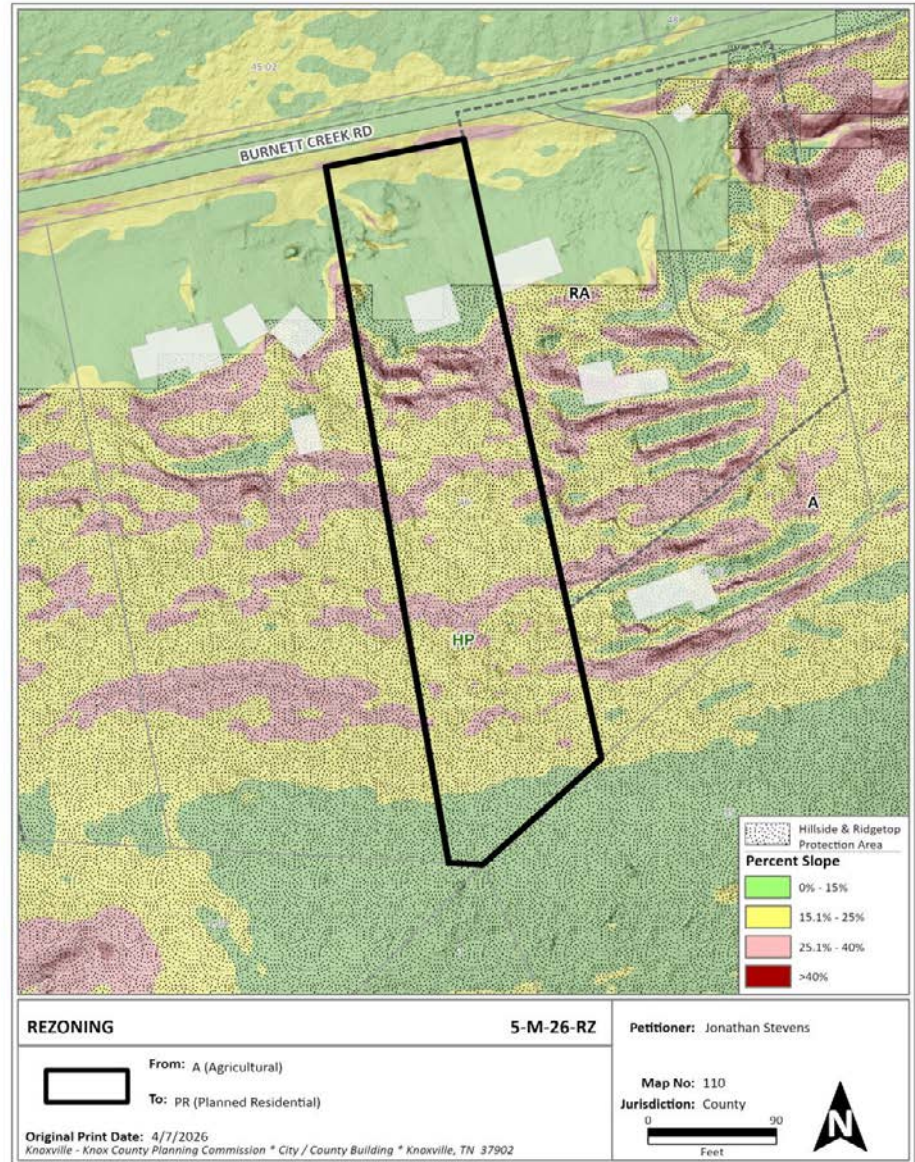 48
45.02
BURNETT CREEK RD
RA
A
HP
Hillside & Ridgetop
Protection Area
Percent Slope
0% - 15%
15.1% - 25%
25.1% - 40%
>40%
REZONING
5-M-26-RZ
From: A (Agricultural)
To: PR (Planned Residential)
Original Print Date: 4/7/2026
Knoxville - Knox County Planning Commission * City / County Building * Knoxville, TN 37902
Petitioner: Jonathan Stevens
Map No: 110
Jurisdiction: County
0 90
Feet
N